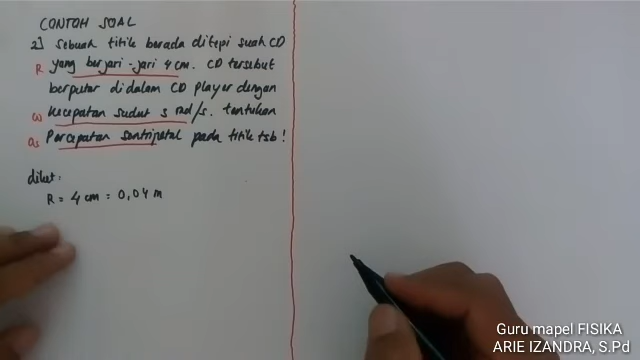 CONTOH SOAL
2] Sebuah titik berada ditepi suah CD
R yang berjari-jari 4 cm. CD tersebut
berputar didalam CD player dengan
ω kecepatan sudut 5 rad/s. tentukan
as Percepatan sentripetal pada titik tsb!
diket:
R = 4 cm = 0,04 m
Guru mapel FISIKA
ARIE IZANDRA, S.Pd